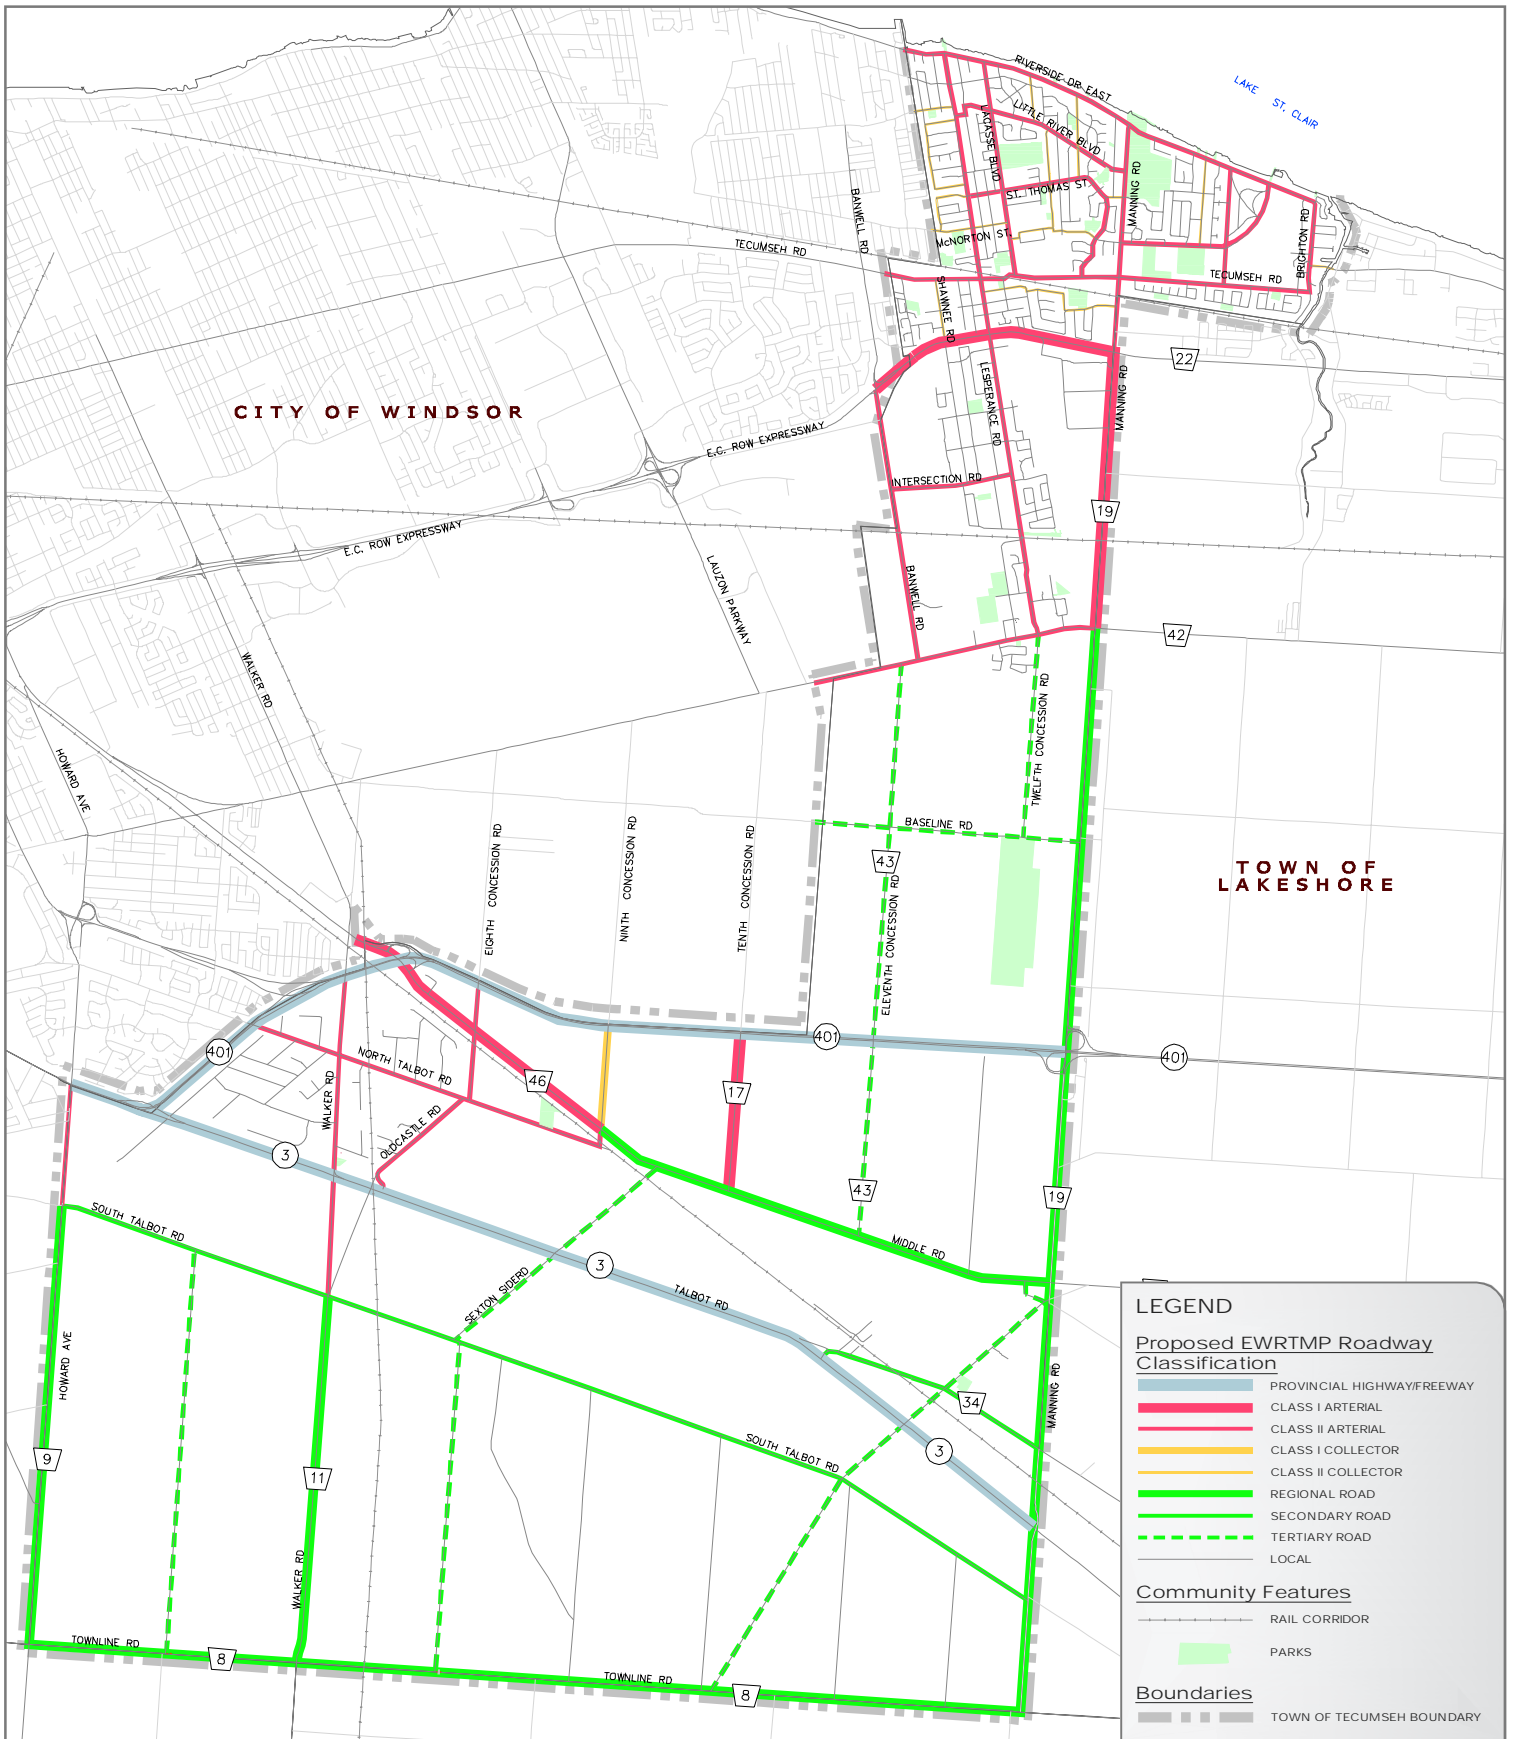 RIVERSIDE DR EAST
LAKE ST. CLAIR
LITTLE RIVER BLVD
LACASSE BLVD
MANNING RD
ST. THOMAS ST.
BANWELL RD
McNORTON ST.
BRIGHTON RD
TECUMSEH RD
TECUMSEH RD
SHAWNEE RD
22
LESPERANCE RD
MANNING RD
CITY OF WINDSOR
E.C. ROW EXPRESSWAY
INTERSECTION RD
19
E.C. ROW EXPRESSWAY
LAUZON PARKWAY
BANWELL RD
42
WALKER RD
TWELFTH CONCESSION RD
HOWARD AVE
BASELINE RD
43
TOWN OF
LAKESHORE
EIGHTH CONCESSION RD
NINTH CONCESSION RD
TENTH CONCESSION RD
ELEVENTH CONCESSION RD
401
401
401
NORTH TALBOT RD
WALKER RD
46
17
OLDCASTLE RD
3
43
19
SOUTH TALBOT RD
MIDDLE RD
3
TALBOT RD
SEXTON SIDERD
HOWARD AVE
MANNING RD
34
SOUTH TALBOT RD
3
9
11
WALKER RD
TOWNLINE RD
8
TOWNLINE RD
8
LEGEND
Proposed EWRTMP Roadway
Classification
PROVINCIAL HIGHWAY/FREEWAY
CLASS I ARTERIAL
CLASS II ARTERIAL
CLASS I COLLECTOR
CLASS II COLLECTOR
REGIONAL ROAD
SECONDARY ROAD
TERTIARY ROAD
LOCAL
Community Features
RAIL CORRIDOR
PARKS
Boundaries
TOWN OF TECUMSEH BOUNDARY